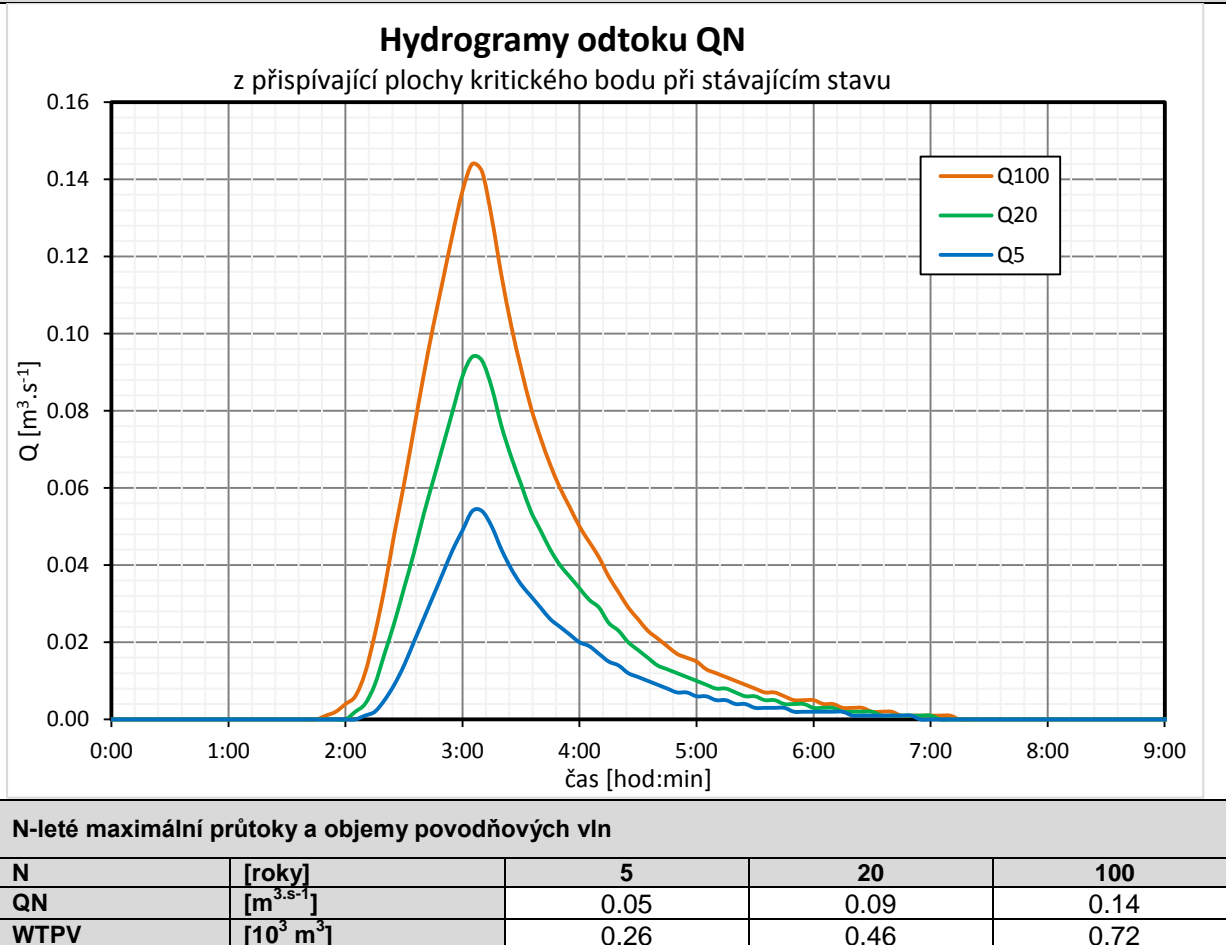 Hydrogramy odtoku QN
z přispívající plochy kritického bodu při stávajícím stavu
0.16
0.14
0.12
0.10
0.08
0.06
0.04
0.02
0.00
Q [m³.s⁻¹]
Q100
Q20
Q5
0:00 1:00 2:00 3:00 4:00 5:00 6:00 7:00 8:00 9:00
čas [hod:min]
N-leté maximální průtoky a objemy povodňových vln
N [roky] 5 20 100
QN [m³·ˢ⁻¹] 0.05 0.09 0.14
WTPV [10³ m³] 0.26 0.46 0.72